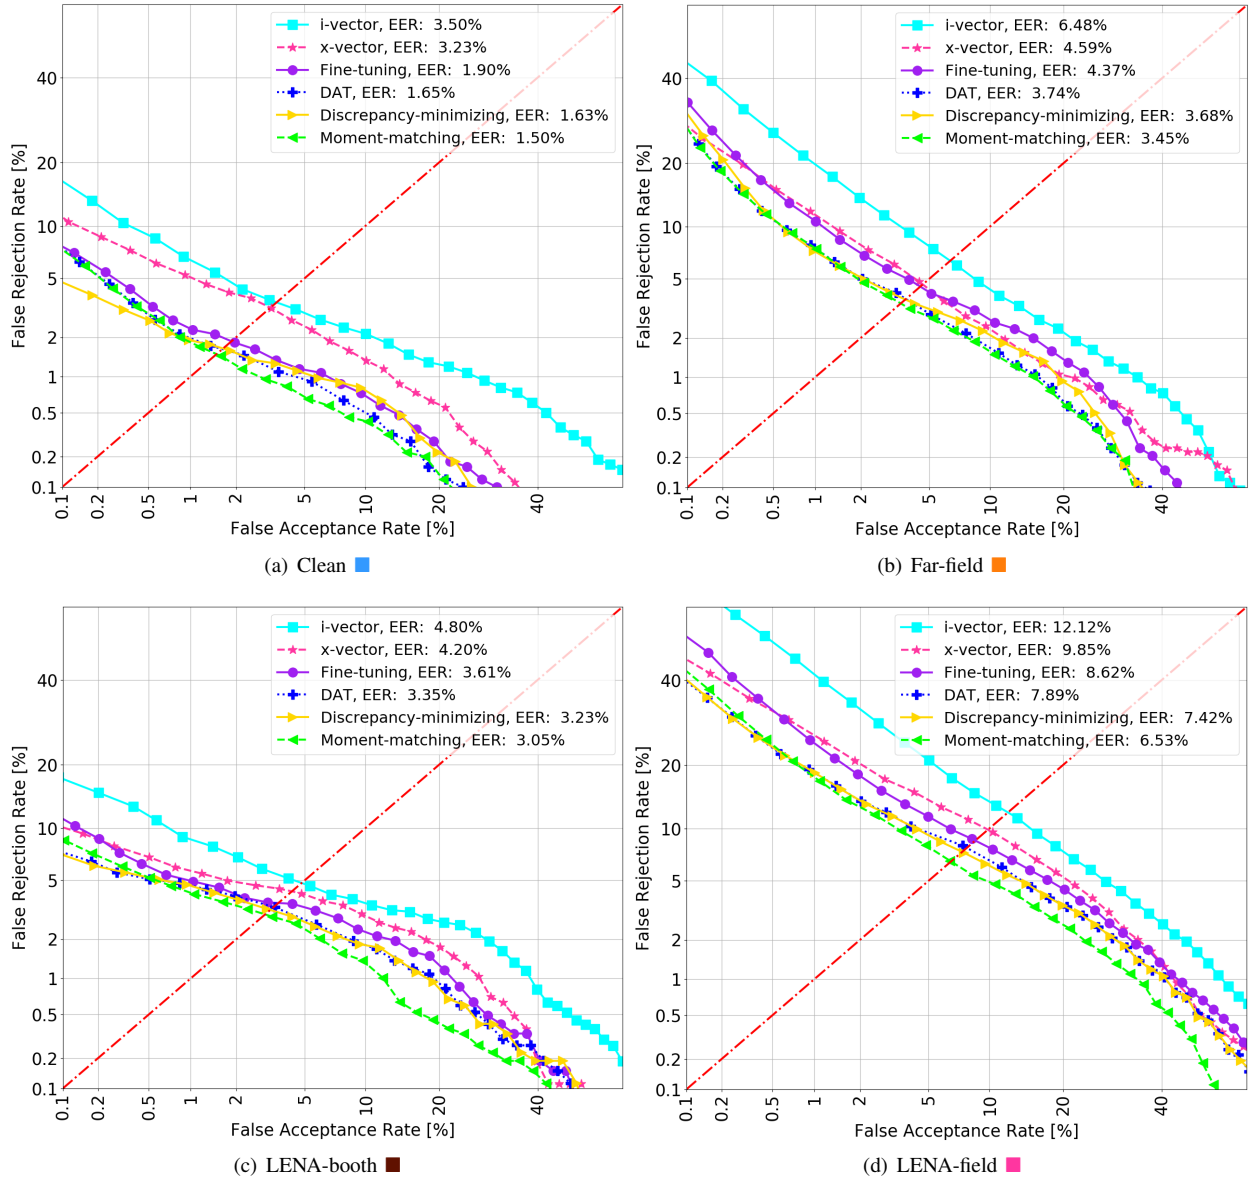 i-vector, EER: 3.50%
x-vector, EER: 3.23%
Fine-tuning, EER: 1.90%
DAT, EER: 1.65%
Discrepancy-minimizing, EER: 1.63%
Moment-matching, EER: 1.50%
False Rejection Rate [%]
40
20
10
5
2
1
0.5
0.2
0.1
0.1 0.2 0.5 1 2 5 10 20 40
False Acceptance Rate [%]
(a) Clean
i-vector, EER: 6.48%
x-vector, EER: 4.59%
Fine-tuning, EER: 4.37%
DAT, EER: 3.74%
Discrepancy-minimizing, EER: 3.68%
Moment-matching, EER: 3.45%
False Rejection Rate [%]
40
20
10
5
2
1
0.5
0.2
0.1
0.1 0.2 0.5 1 2 5 10 20 40
False Acceptance Rate [%]
(b) Far-field
i-vector, EER: 4.80%
x-vector, EER: 4.20%
Fine-tuning, EER: 3.61%
DAT, EER: 3.35%
Discrepancy-minimizing, EER: 3.23%
Moment-matching, EER: 3.05%
False Rejection Rate [%]
40
20
10
5
2
1
0.5
0.2
0.1
0.1 0.2 0.5 1 2 5 10 20 40
False Acceptance Rate [%]
(c) LENA-booth
i-vector, EER: 12.12%
x-vector, EER: 9.85%
Fine-tuning, EER: 8.62%
DAT, EER: 7.89%
Discrepancy-minimizing, EER: 7.42%
Moment-matching, EER: 6.53%
False Rejection Rate [%]
40
20
10
5
2
1
0.5
0.2
0.1
0.1 0.2 0.5 1 2 5 10 20 40
False Acceptance Rate [%]
(d) LENA-field